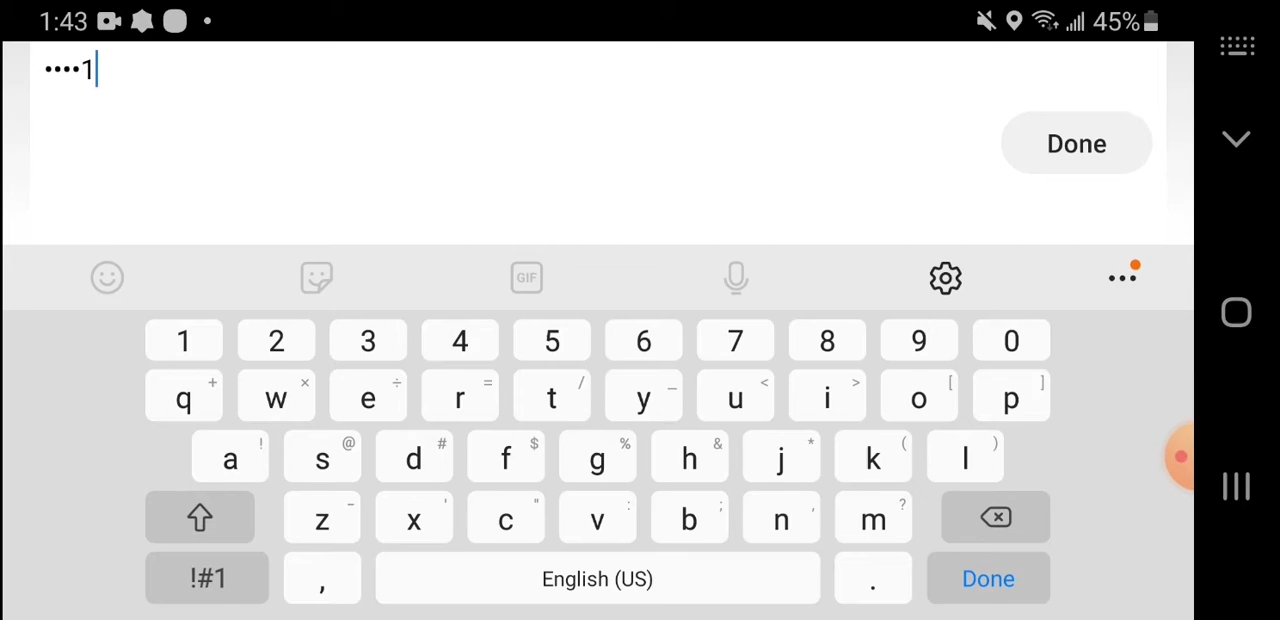 1:43 45%
••••1
Done
GIF
1 2 3 4 5 6 7 8 9 0
q + w × e ÷ r = t / y _ u < i > o [ p ]
a ! s @ d # f $ g % h & j * k ( l )
z - x ' c " v : b ; n , m ?
!#1 , English (US) . Done